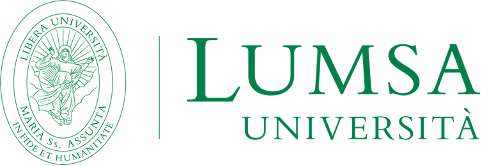 LIBERA UNIVERSITÀ
MARIA Ss. ASSUNTA
IN FIDE ET HUMANITATE
LUMSA
UNIVERSITÀ